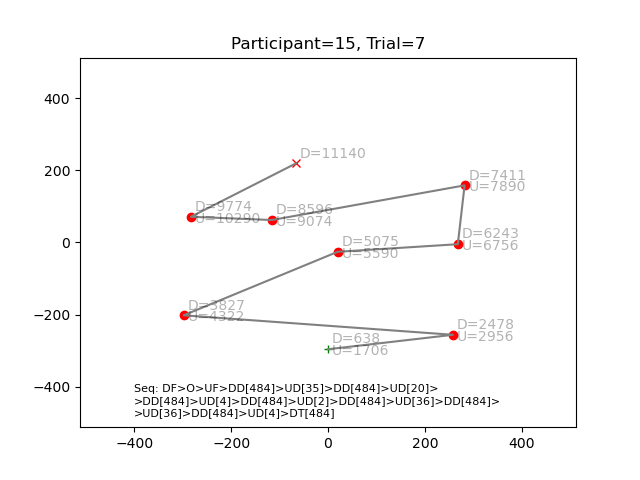 Participant=15, Trial=7
400
200
0
−200
−400
−400
−200
0
200
400
D=11140
D=7411
U=7890
D=9774
U=10290
D=8596
U=9074
D=6243
U=6756
D=5075
U=5590
D=3827
U=4322
D=2478
U=2956
D=638
U=1706
Seq: DF>O>UF>DD[484]>UD[35]>DD[484]>UD[20]>
>DD[484]>UD[4]>DD[484]>UD[2]>DD[484]>UD[36]>DD[484]>
>UD[36]>DD[484]>UD[4]>DT[484]